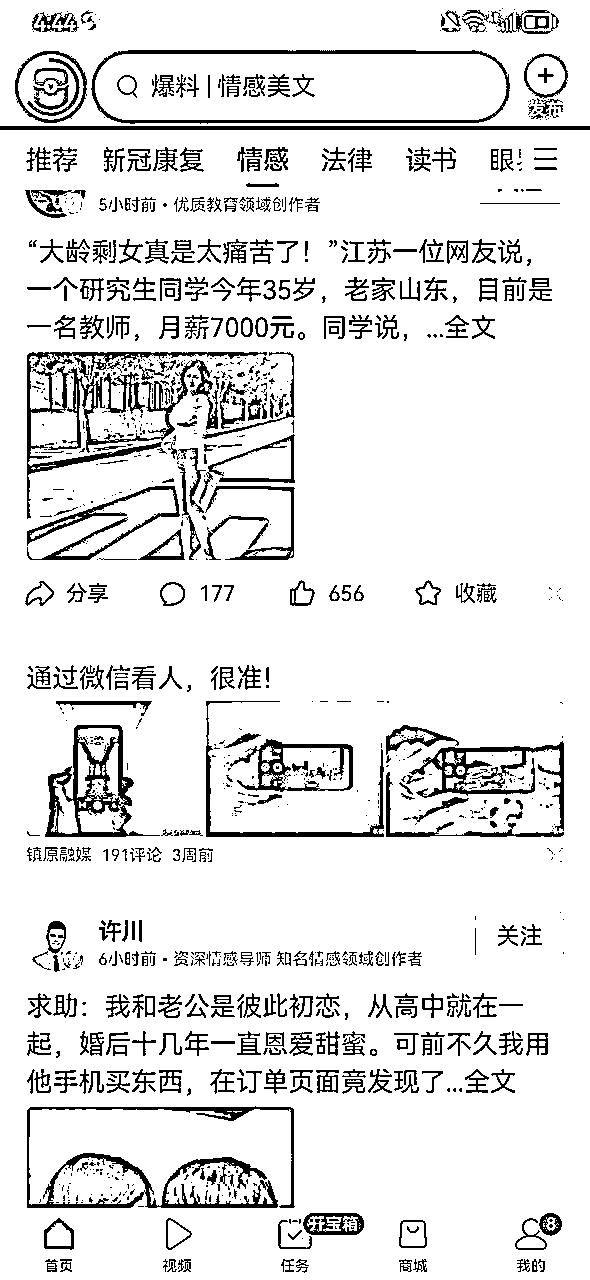 爆料 | 情感美文
发布
推荐 新冠康复 情感 法律 读书 眼
5小时前·优质教育领域创作者
“大龄剩女真是太痛苦了！”江苏一位网友说，
一个研究生同学今年35岁，老家山东，目前是
一名教师，月薪7000元。同学说，...全文
分享 177 656 收藏
通过微信看人，很准!
镇原融媒 191评论 3周前
许川
关注
6小时前·资深情感导师 知名情感领域创作者
求助：我和老公是彼此初恋，从高中就在一
起，婚后十几年一直恩爱甜蜜。可前不久我用
他手机买东西，在订单页面竟发现了...全文
开宝箱
8
首页 视频 任务 商城 我的